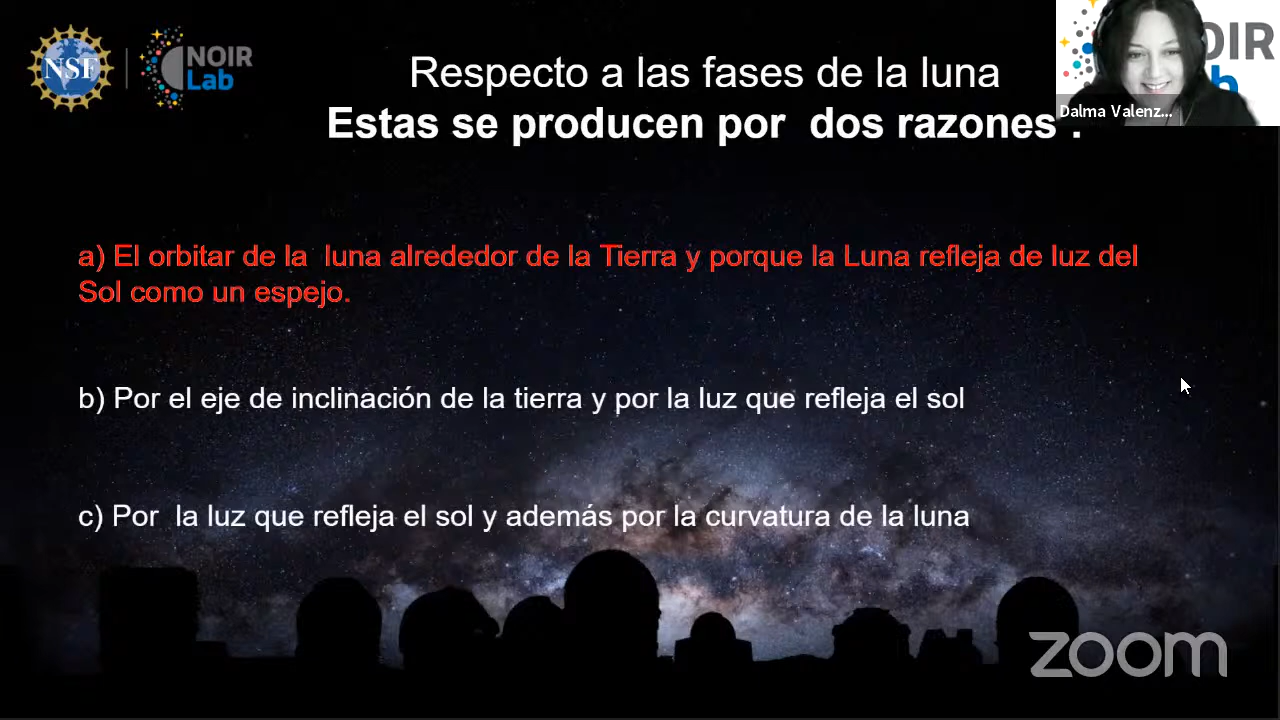 NSF
NOIR
Lab
OIR
b
Dalma Valenz...
Respecto a las fases de la luna
Estas se producen por dos razones :
a) El orbitar de la luna alrededor de la Tierra y porque la Luna refleja de luz del
Sol como un espejo.
b) Por el eje de inclinación de la tierra y por la luz que refleja el sol
c) Por la luz que refleja el sol y además por la curvatura de la luna
zoom